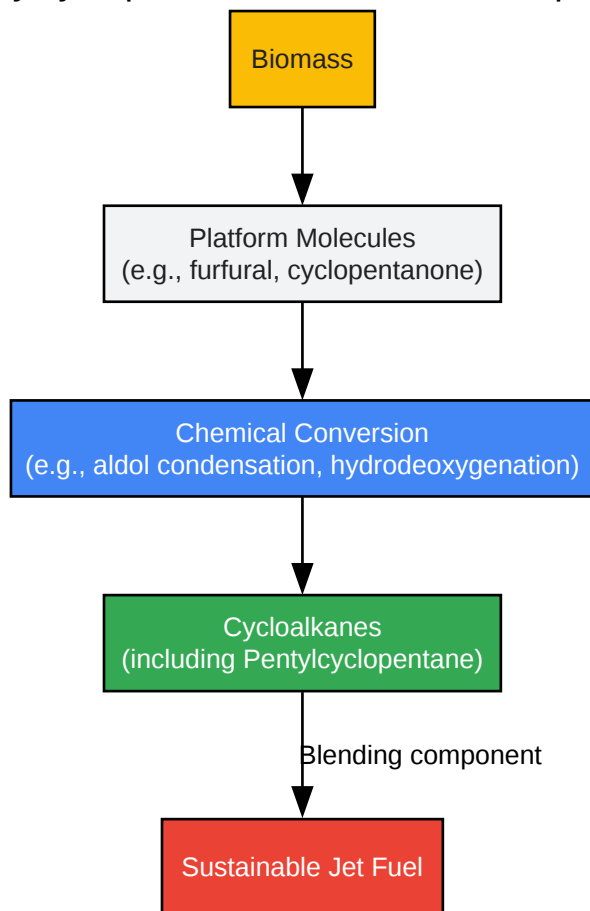 Biomass
Platform Molecules
(e.g., furfural, cyclopentanone)
Chemical Conversion
(e.g., aldol condensation, hydrodeoxygenation)
Cycloalkanes
(including Pentylcyclopentane)
Blending component
Sustainable Jet Fuel